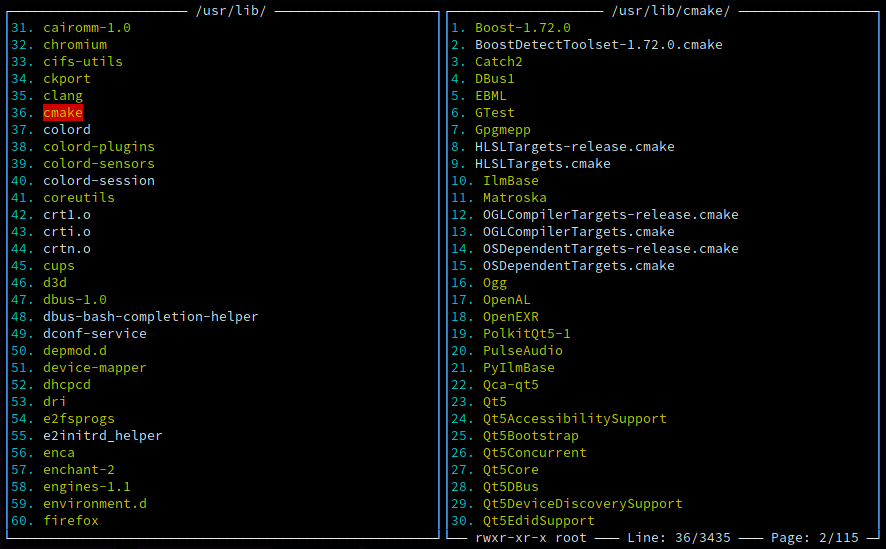 /usr/lib/
31. cairomm-1.0
32. chromium
33. cifs-utils
34. ckport
35. clang
36. cmake
37. colord
38. colord-plugins
39. colord-sensors
40. colord-session
41. coreutils
42. crt1.o
43. crti.o
44. crtn.o
45. cups
46. d3d
47. dbus-1.0
48. dbus-bash-completion-helper
49. dconf-service
50. depmod.d
51. device-mapper
52. dhcpcd
53. dri
54. e2fsprogs
55. e2initrd_helper
56. enca
57. enchant-2
58. engines-1.1
59. environment.d
60. firefox
/usr/lib/cmake/
1. Boost-1.72.0
2. BoostDetectToolset-1.72.0.cmake
3. Catch2
4. DBus1
5. EBML
6. GTest
7. Gpgmepp
8. HLSLTargets-release.cmake
9. HLSLTargets.cmake
10. IlmBase
11. Matroska
12. OGLCompilerTargets-release.cmake
13. OGLCompilerTargets.cmake
14. OSDependentTargets-release.cmake
15. OSDependentTargets.cmake
16. Ogg
17. OpenAL
18. OpenEXR
19. PolkitQt5-1
20. PulseAudio
21. PyIlmBase
22. Qca-qt5
23. Qt5
24. Qt5AccessibilitySupport
25. Qt5Bootstrap
26. Qt5Concurrent
27. Qt5Core
28. Qt5DBus
29. Qt5DeviceDiscoverySupport
30. Qt5EdidSupport
rwxr-xr-x root Line: 36/3435 Page: 2/115